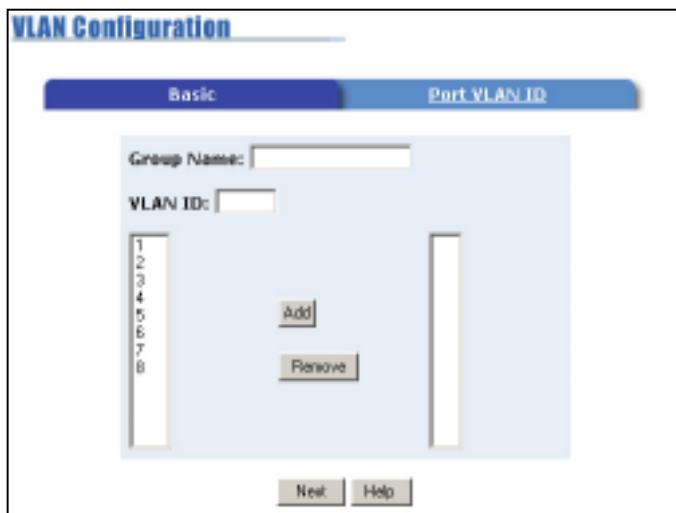 VLAN Configuration
Basic
Port VLAN ID
Group Name:
VLAN ID:
1
2
3
4
5
6
7
8
Add
Remove
Next
Help